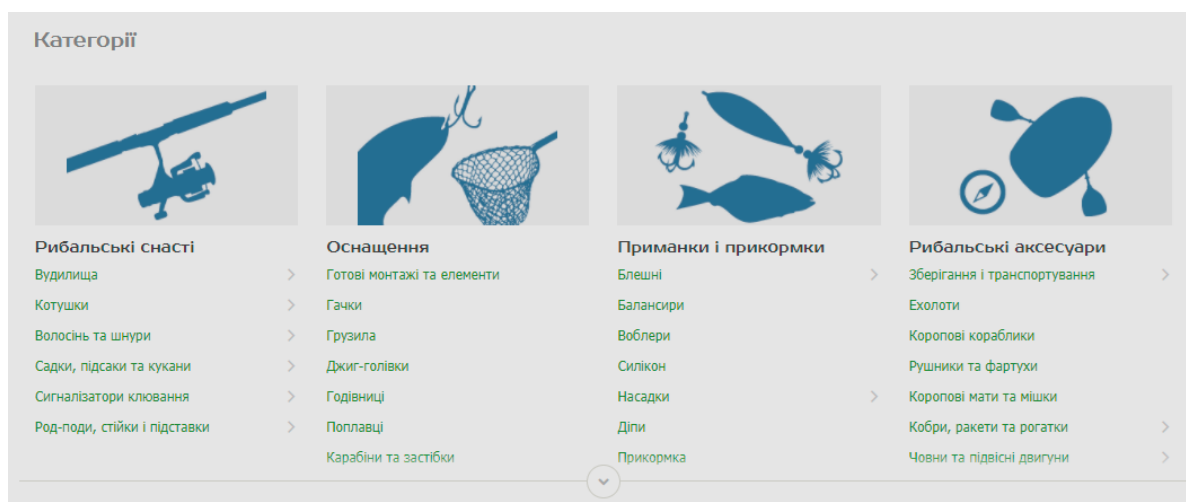 Категорії
Рибальські снасті
Вудилища
Котушки
Волосінь та шнури
Садки, підсаки та кукани
Сигналізатори клювання
Род-поди, стійки і підставки
Оснащення
Готові монтажі та елементи
Гачки
Грузила
Джиг-голівки
Годівниці
Поплавці
Карабіни та застібки
Приманки і прикормки
Блешні
Балансири
Воблери
Силікон
Насадки
Діпи
Прикормка
Рибальські аксесуари
Зберігання і транспортування
Ехолоти
Коропові кораблики
Рушники та фартухи
Коропові мати та мішки
Кобри, ракети та рогатки
Човни та підвісні двигуни